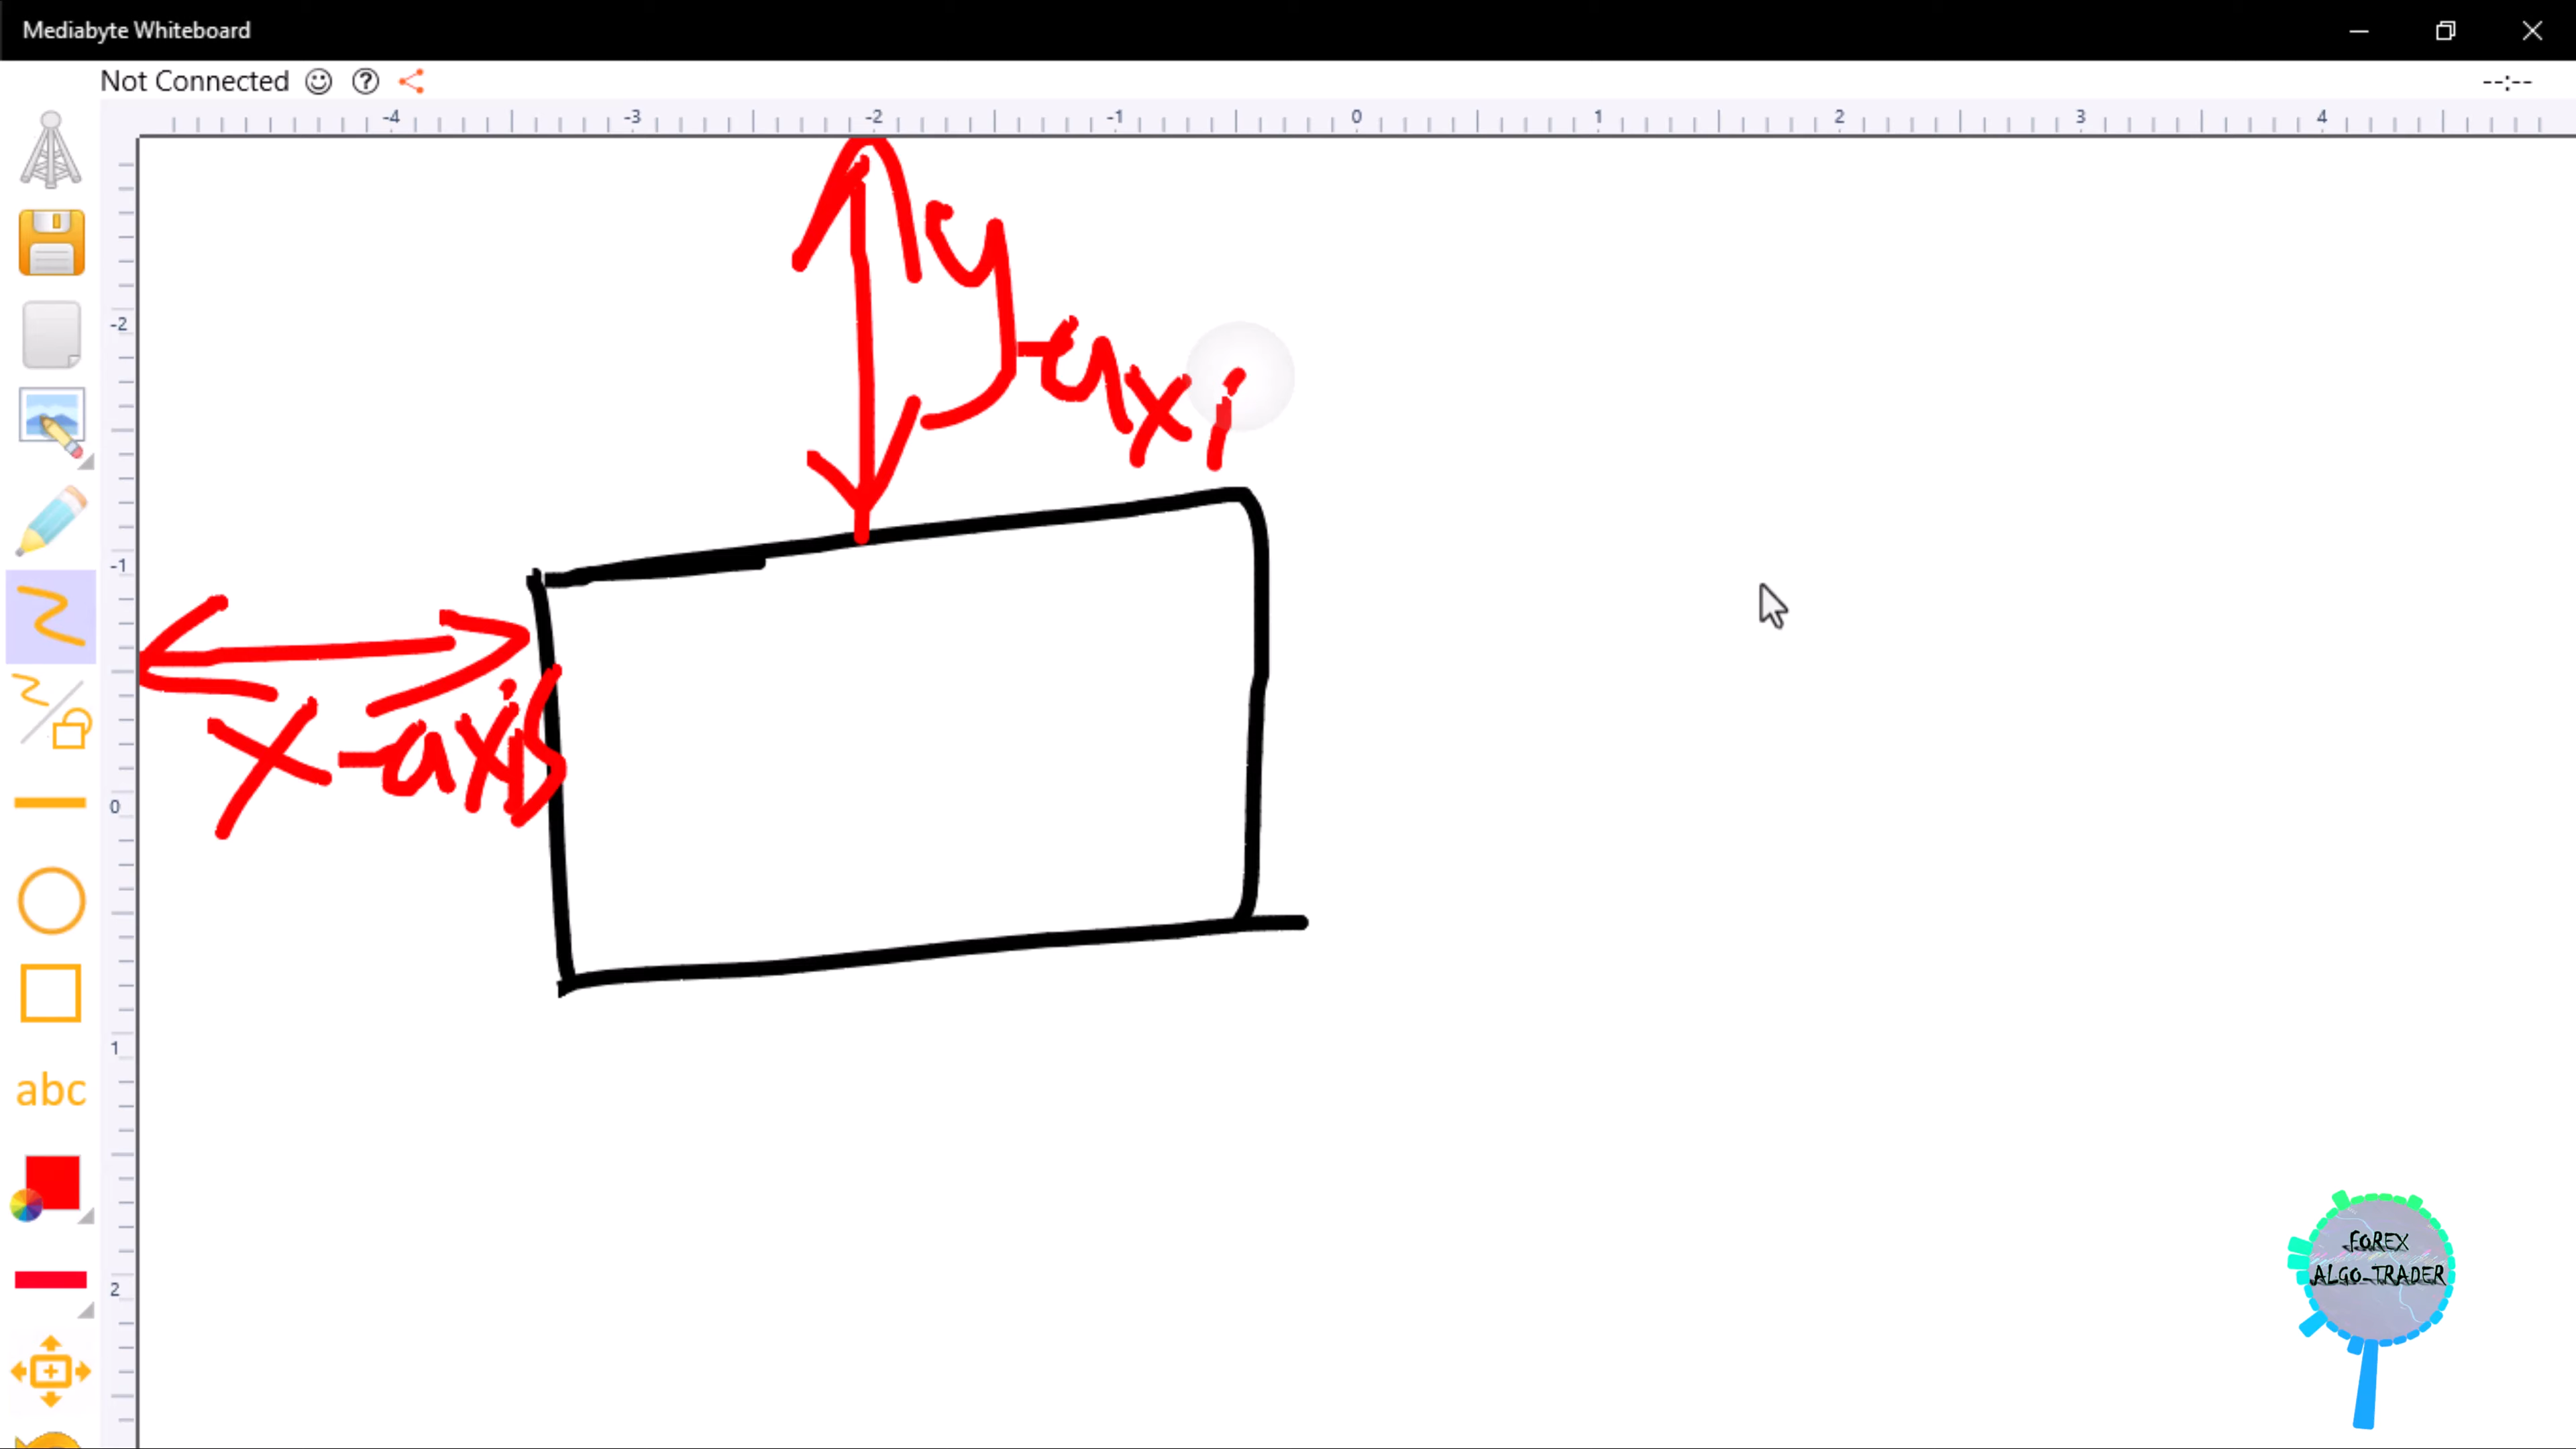 Mediabyte Whiteboard
Not Connected
--:--
-4 -3 -2 -1 0 1 2 3 4
-2
-1
0
1
2
y-axi
x-axis
abc
FOREX
ALGO-TRADER